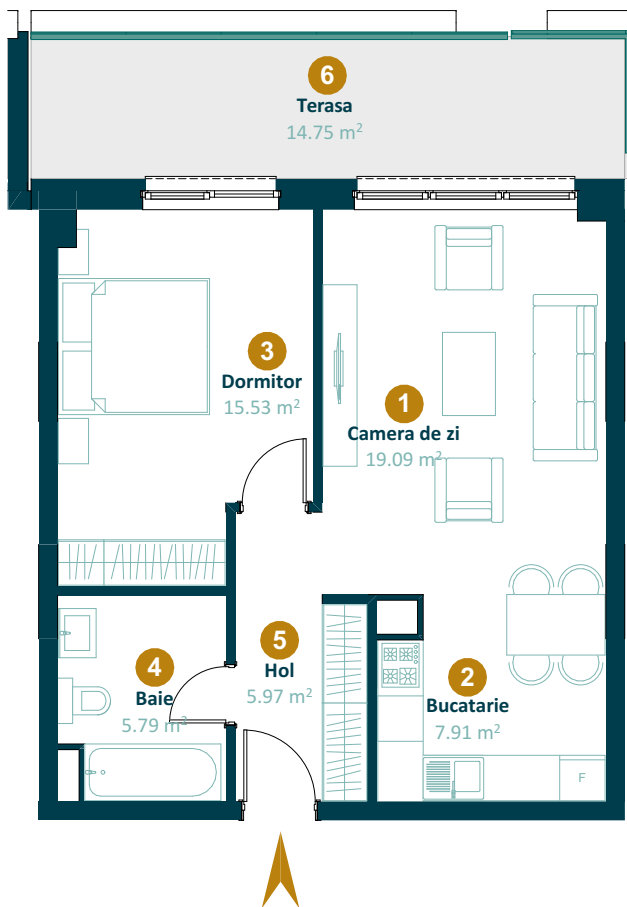 6
Terasa
14.75 m²
3
Dormitor
15.53 m²
1
Camera de zi
19.09 m²
5
Hol
5.97 m²
4
Baie
5.79 m²
2
Bucatarie
7.91 m²
F